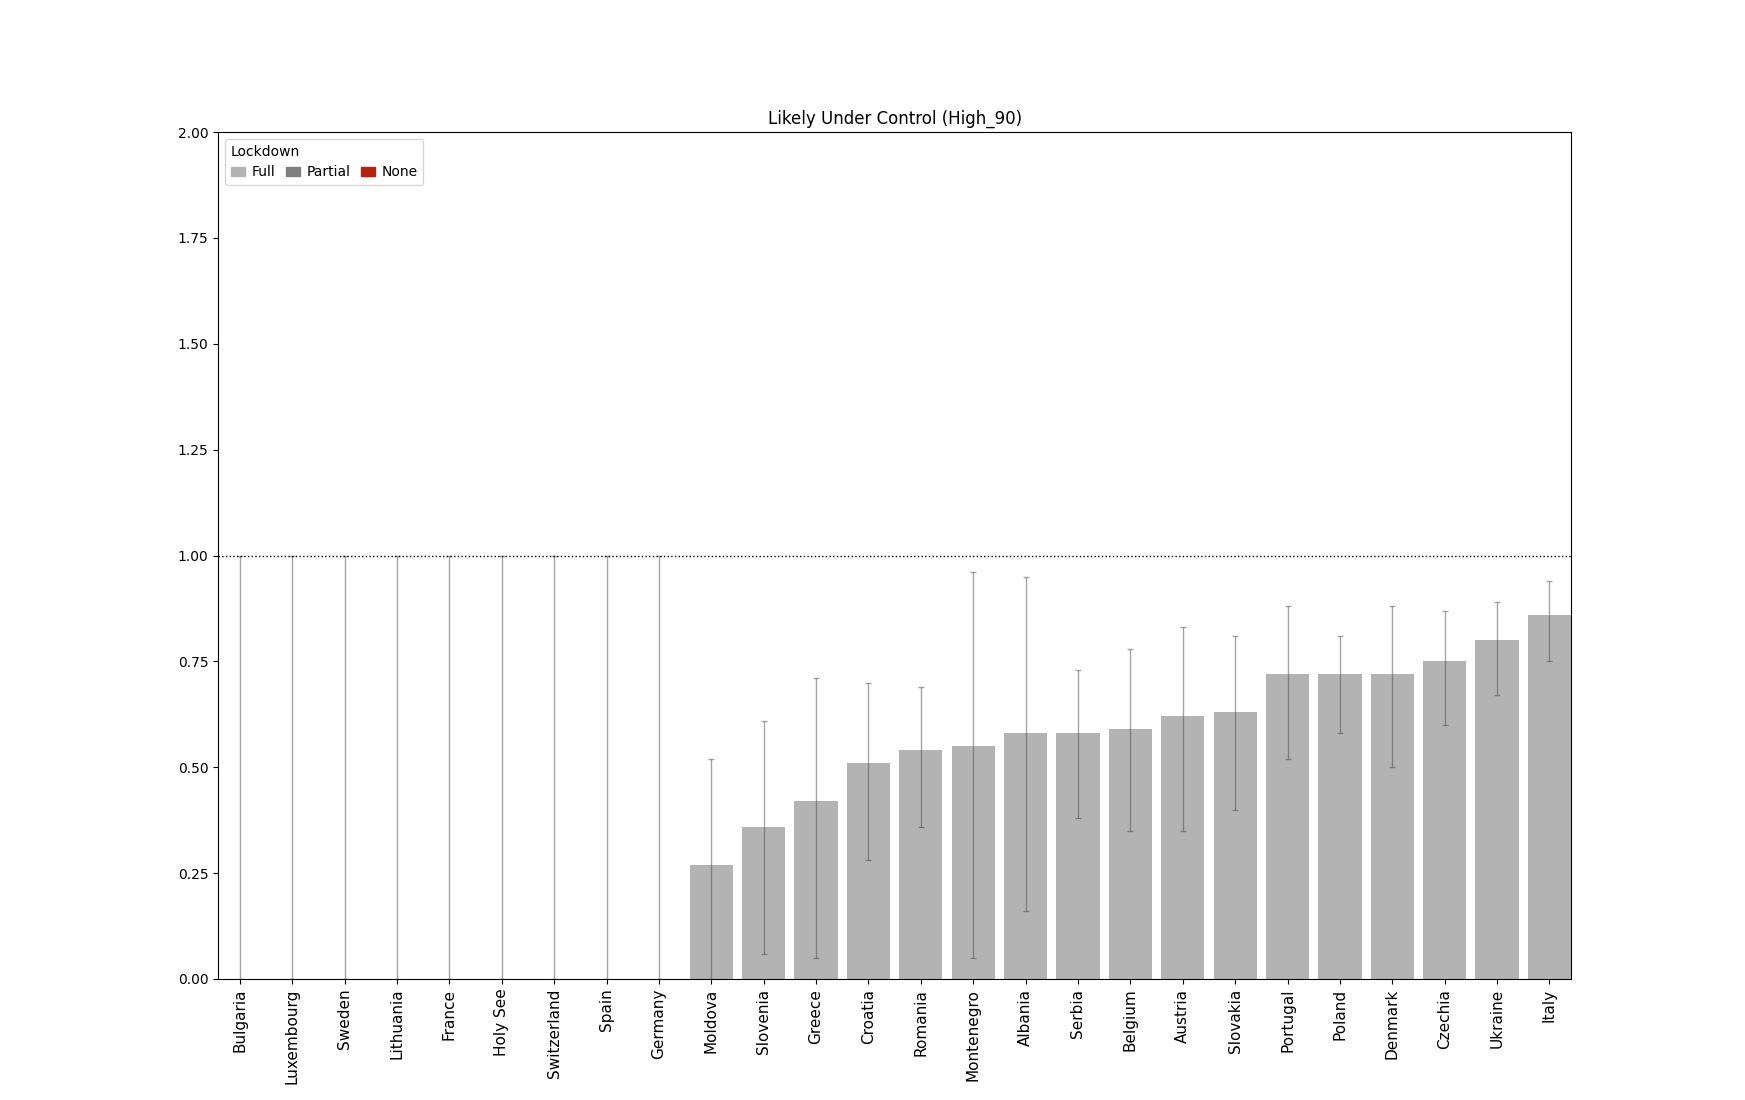 Likely Under Control (High_90)
2.00
Lockdown
Full Partial None
1.75
1.50
1.25
1.00
0.75
0.50
0.25
0.00
Bulgaria
Luxembourg
Sweden
Lithuania
France
Holy See
Switzerland
Spain
Germany
Moldova
Slovenia
Greece
Croatia
Romania
Montenegro
Albania
Serbia
Belgium
Austria
Slovakia
Portugal
Poland
Denmark
Czechia
Ukraine
Italy